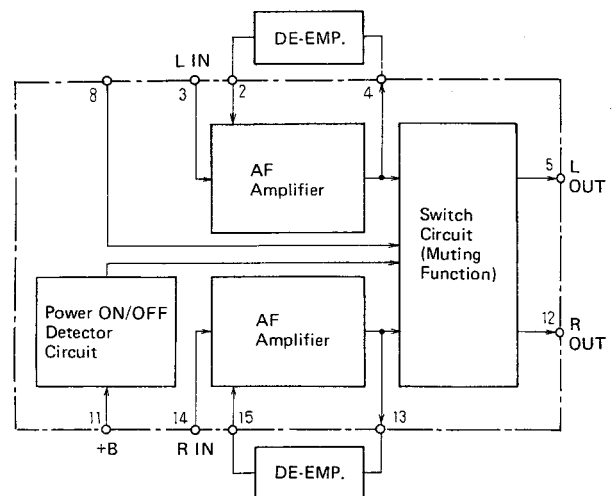 DE-EMP.
L IN
8
3
2
4
AF
Amplifier
5
L
OUT
Switch
Circuit
(Muting
Function)
Power ON/OFF
Detector
Circuit
AF
Amplifier
12
R
OUT
11
14
15
13
+B
R IN
DE-EMP.